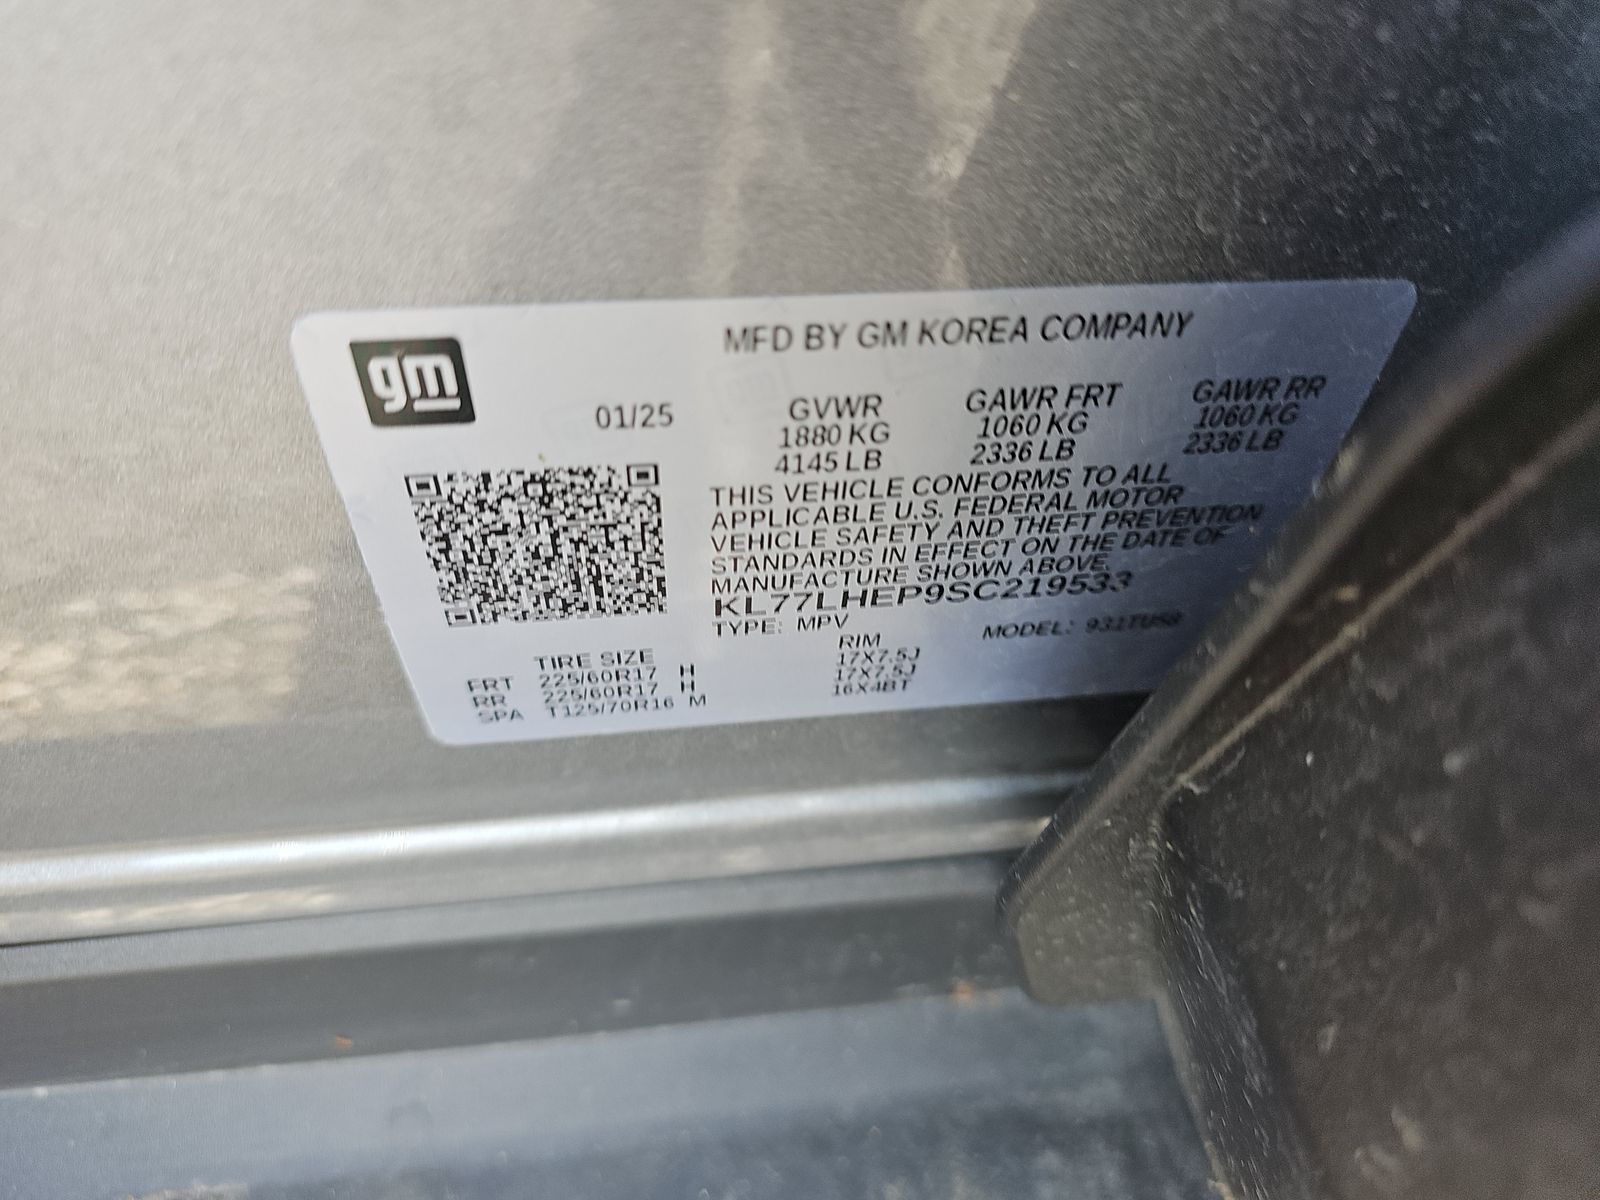 gm
MFD BY GM KOREA COMPANY
01/25
GVWR GAWR FRT GAWR RR
1880 KG 1060 KG 1060 KG
4145 LB 2336 LB 2336 LB
THIS VEHICLE CONFORMS TO ALL
APPLICABLE U.S. FEDERAL MOTOR
VEHICLE SAFETY AND THEFT PREVENTION
STANDARDS IN EFFECT ON THE DATE OF
MANUFACTURE SHOWN ABOVE.
KL77LHEP9SC219533
TYPE: MPV MODEL:
TIRE SIZE RIM
FRT 225/60R17 H 17X7.5J
RR 225/60R17 H 17X7.5J
SPA T125/70R16 M 16X4BT